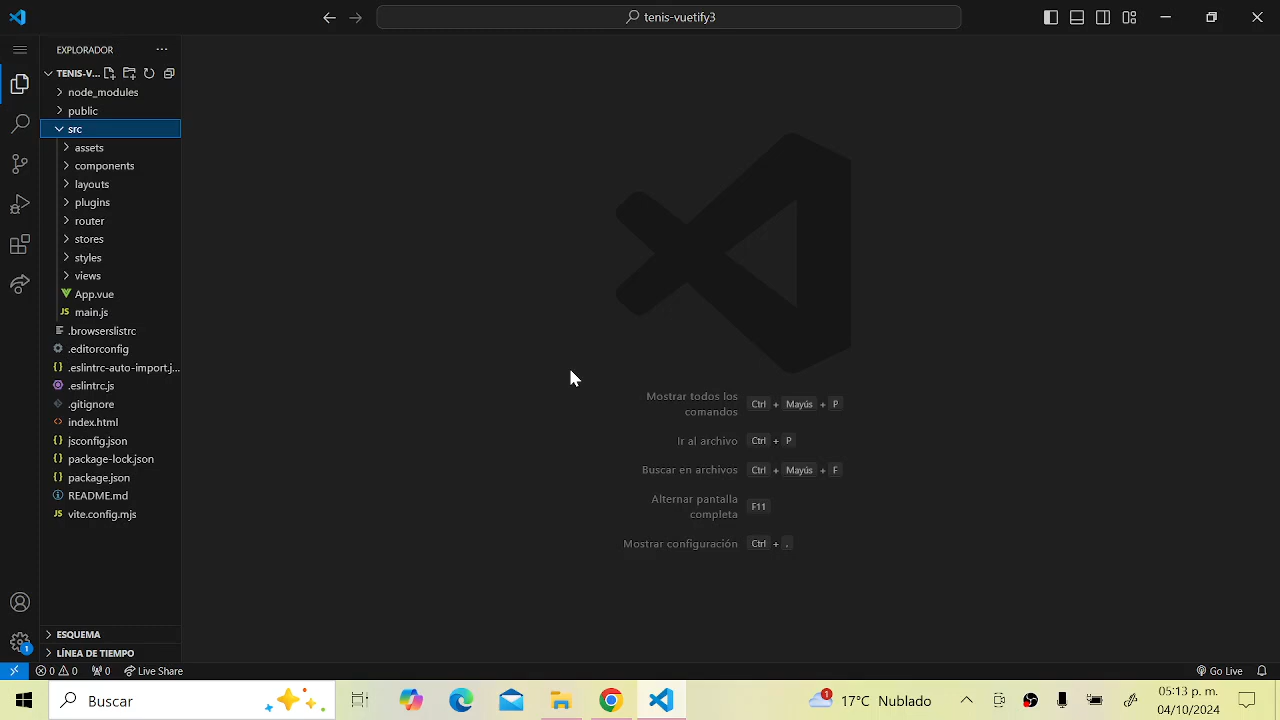 tenis-vuetify3
EXPLORADOR
TENIS-V...
node_modules
public
src
assets
components
layouts
plugins
router
stores
styles
views
App.vue
JS main.js
.browserslistrc
.editorconfig
{} .eslintrc-auto-import.j...
.eslintrc.js
.gitignore
<> index.html
{} jsconfig.json
{} package-lock.json
{} package.json
README.md
JS vite.config.mjs
Mostrar todos los
comandos
Ctrl + Mayús + P
Ir al archivo Ctrl + P
Buscar en archivos Ctrl + Mayús + F
Alternar pantalla
completa
F11
Mostrar configuración Ctrl + ,
ESQUEMA
1
LÍNEA DE TIEMPO
0 0 0 Live Share
Go Live
Buscar
1
17°C Nublado
05:13 p. m.
04/10/2024